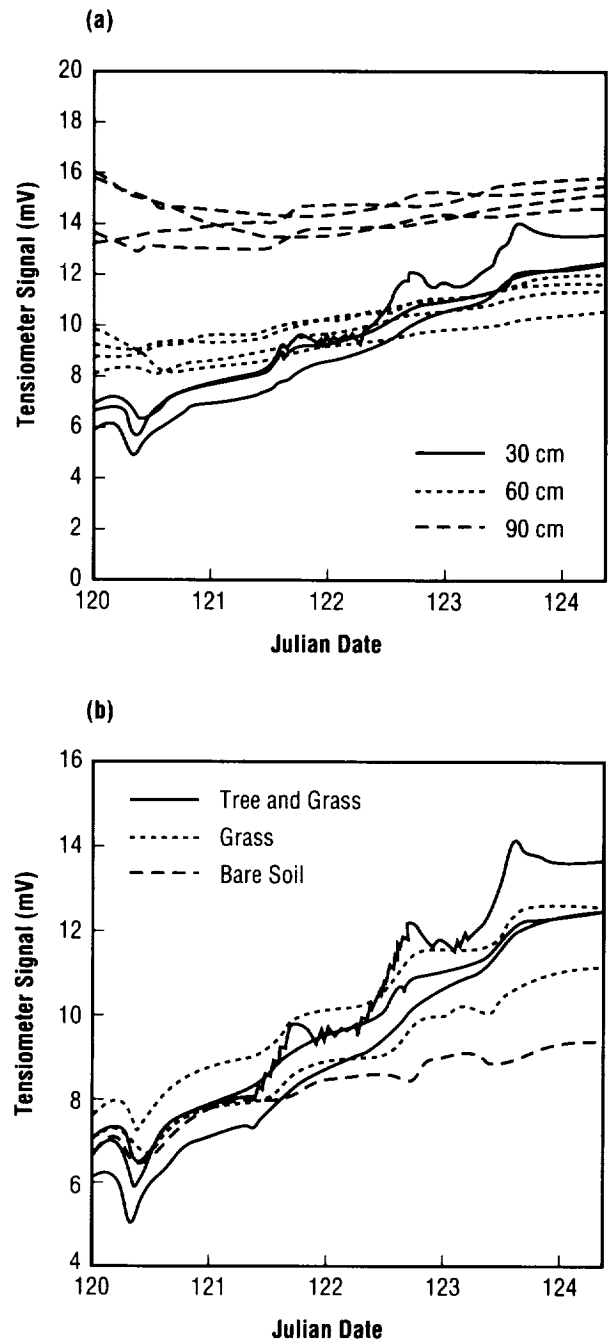 (a)
20
18
16
14
12
10
8
6
4
2
0
Tensiometer Signal (mV)
30 cm
60 cm
90 cm
120 121 122 123 124
Julian Date
(b)
16
14
12
10
8
6
4
Tensiometer Signal (mV)
Tree and Grass
Grass
Bare Soil
120 121 122 123 124
Julian Date